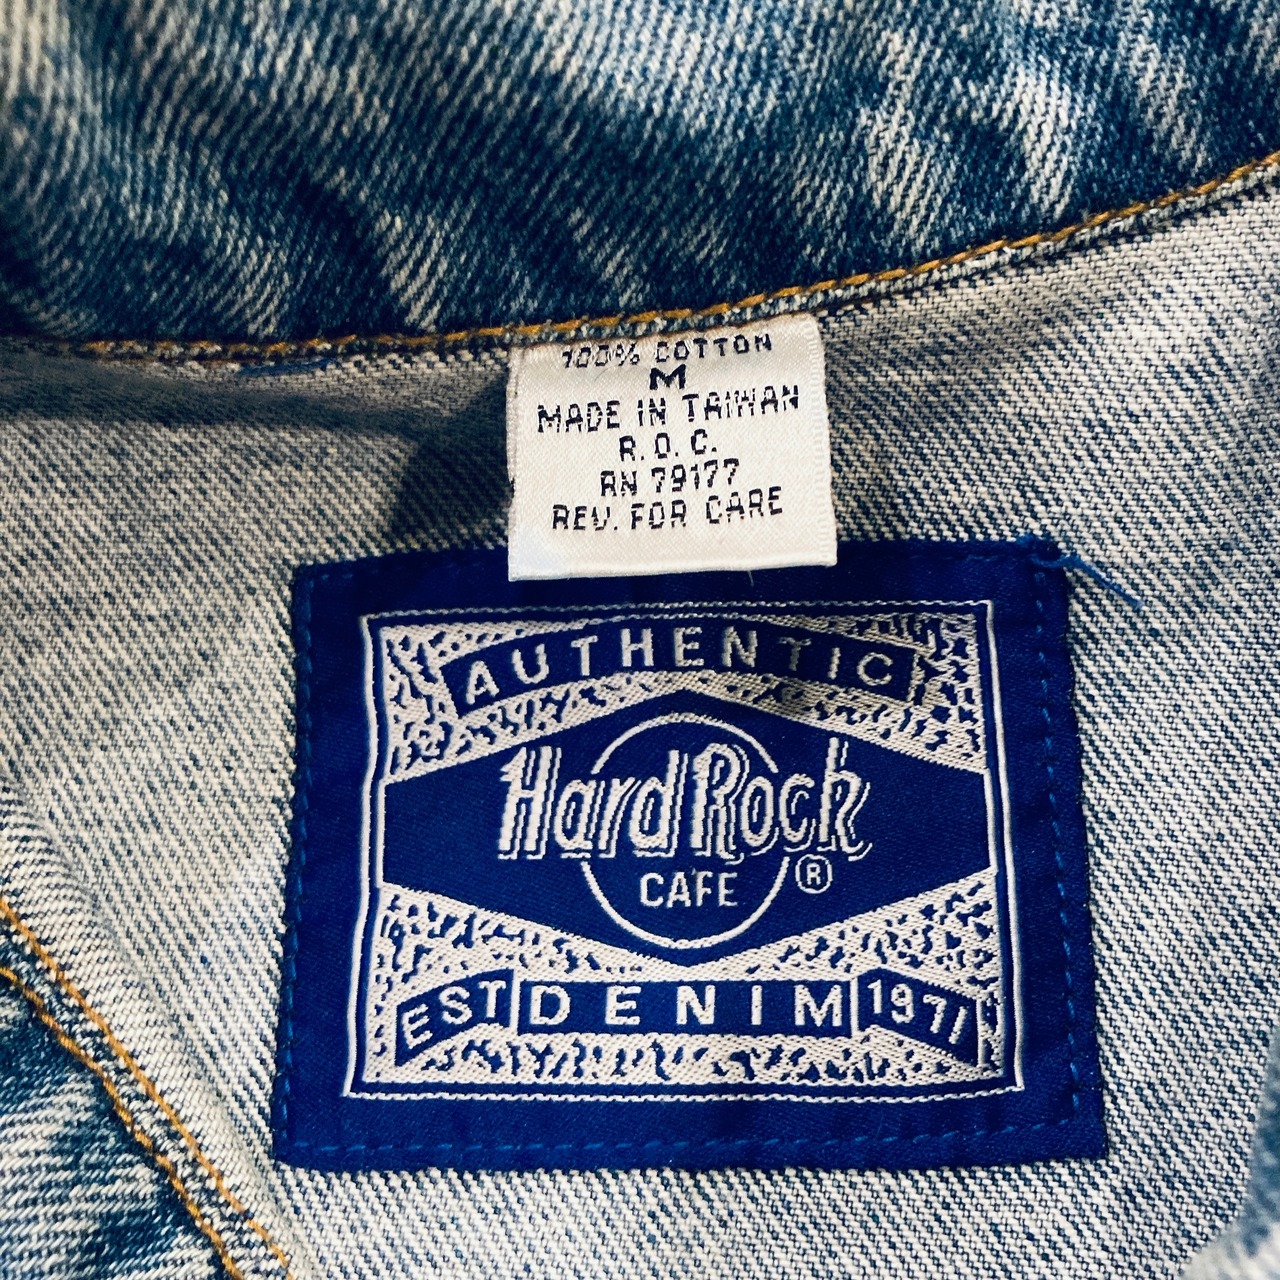 100% COTTON
M
MADE IN TAIWAN
R.O.C.
RN 79177
REV. FOR CARE
AUTHENTIC
Hard Rock
CAFE ®
EST DENIM 1971